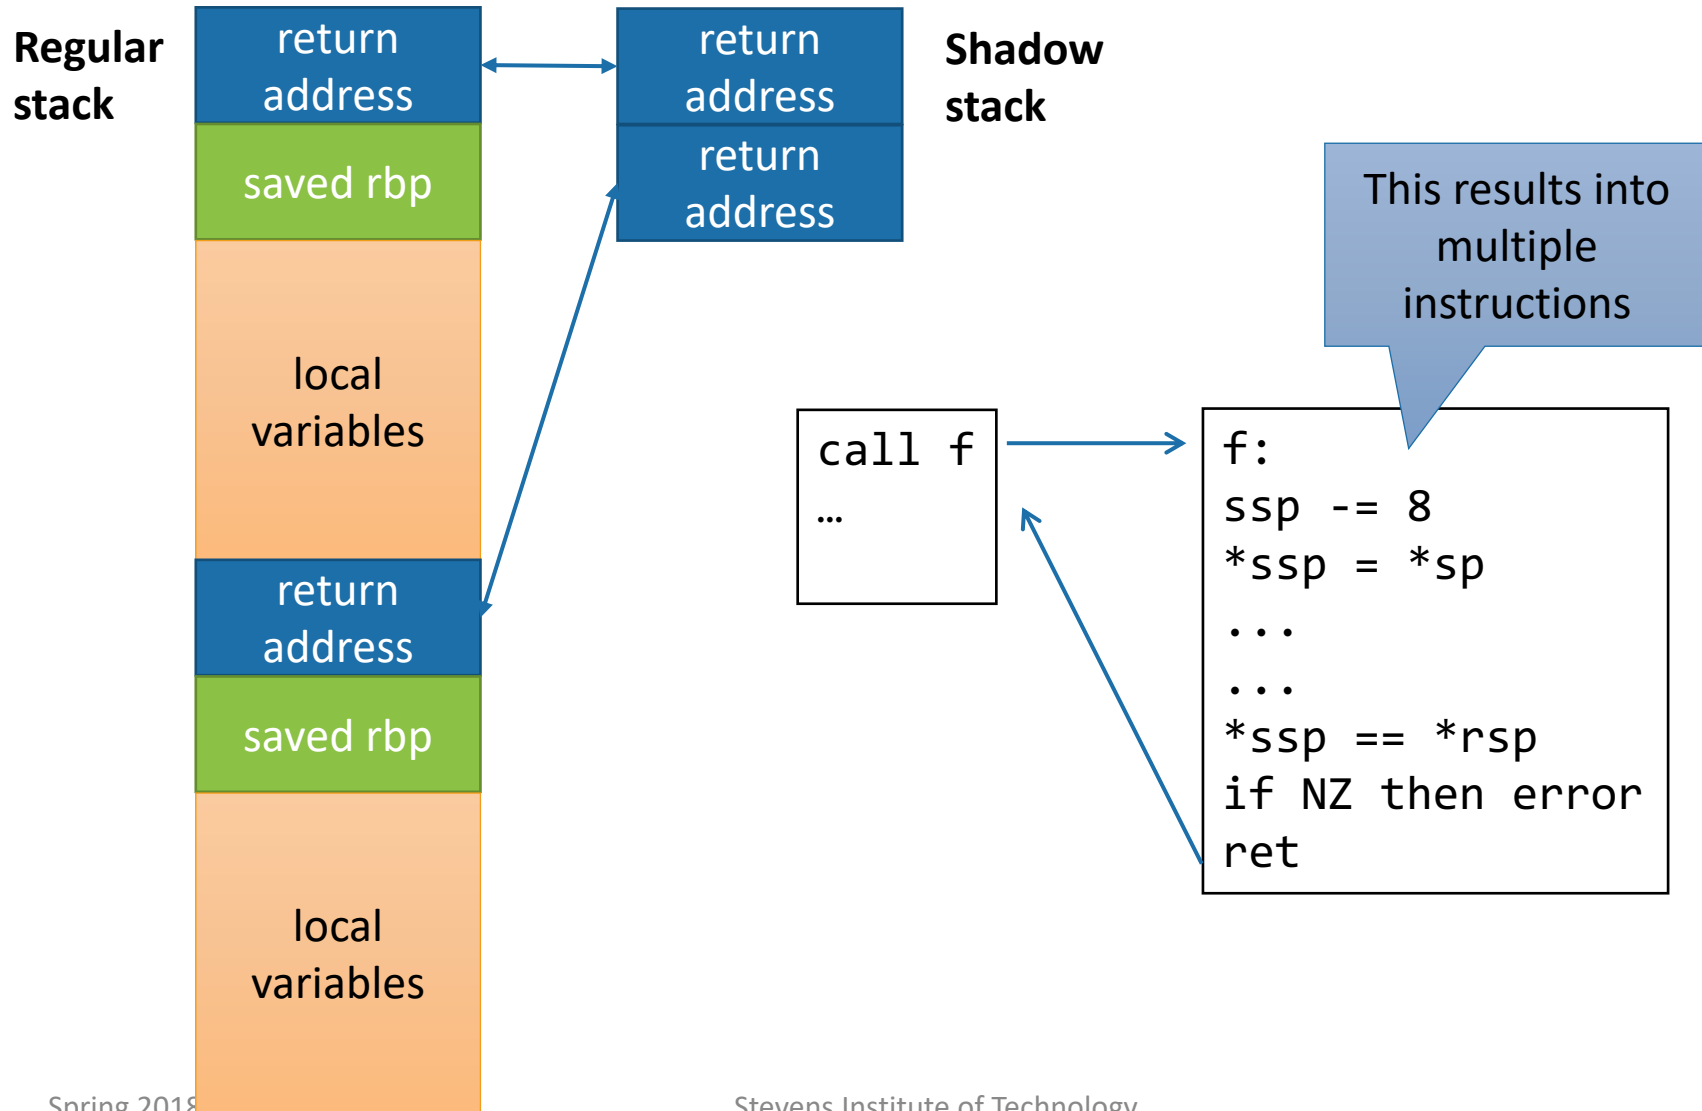 Regular
stack
return
address
saved rbp
local
variables
return
address
saved rbp
local
variables
return
address
return
address
Shadow
stack
This results into
multiple
instructions
call f
…
f:
ssp -= 8
*ssp = *sp
...
...
*ssp == *rsp
if NZ then error
ret
Spring 2018
Stevens Institute of Technology